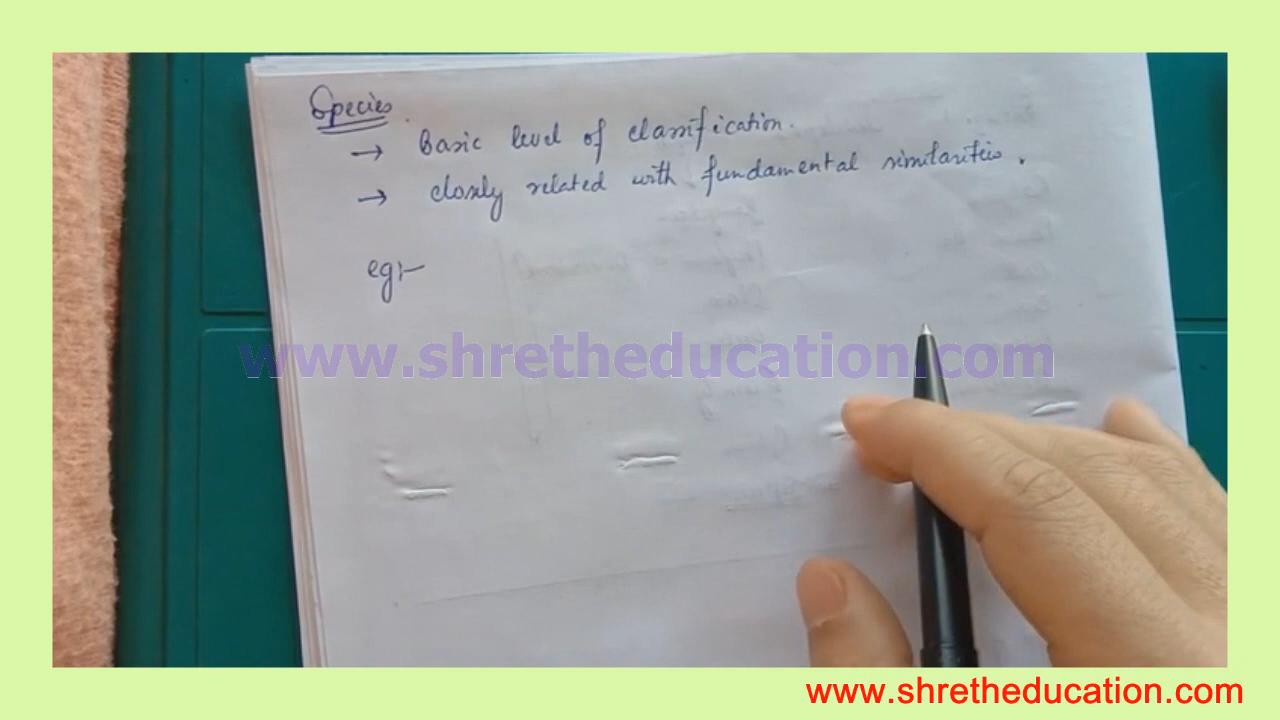 Species.
→ Basic level of classification.
→ closely related with fundamental similarities.
eg:-
www.shretheducation.com
www.shretheducation.com